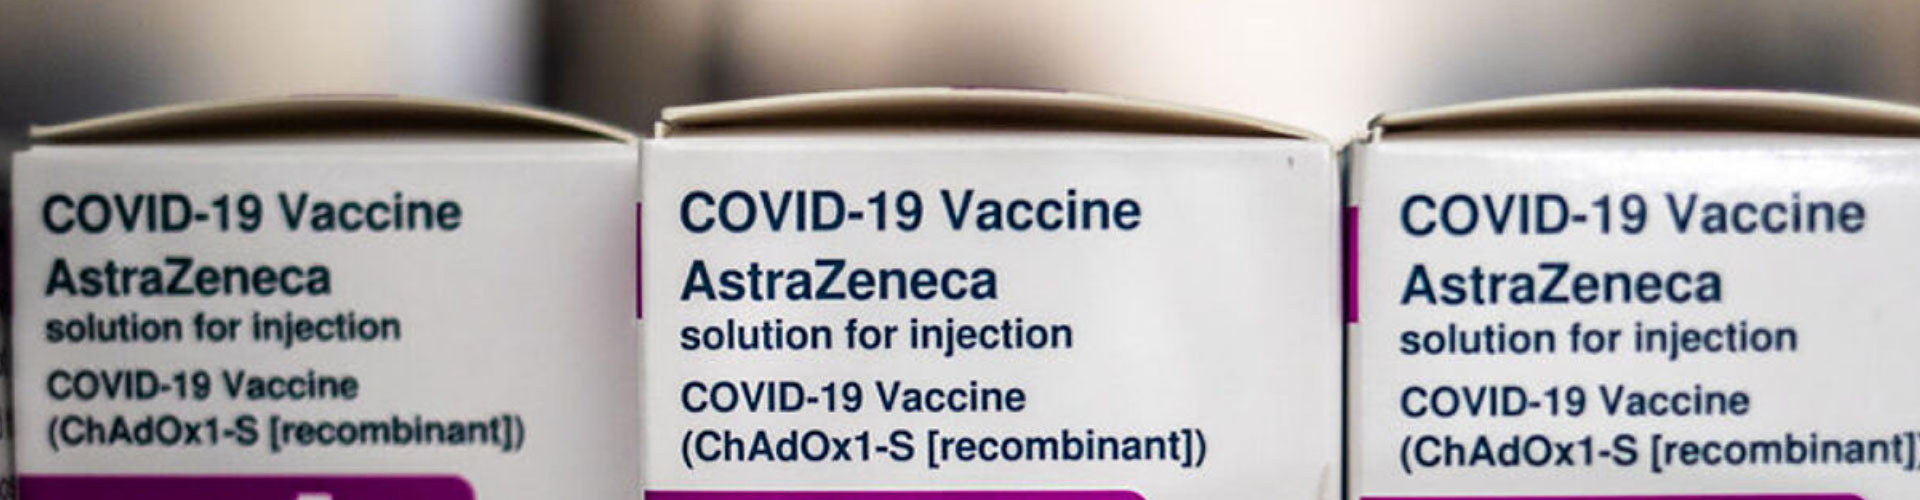 COVID-19 Vaccine
AstraZeneca
solution for injection
COVID-19 Vaccine
(ChAdOx1-S [recombinant])
COVID-19 Vaccine
AstraZeneca
solution for injection
COVID-19 Vaccine
(ChAdOx1-S [recombinant])
COVID-19 Vaccine
AstraZeneca
solution for injection
COVID-19 Vaccine
(ChAdOx1-S [recombinant])